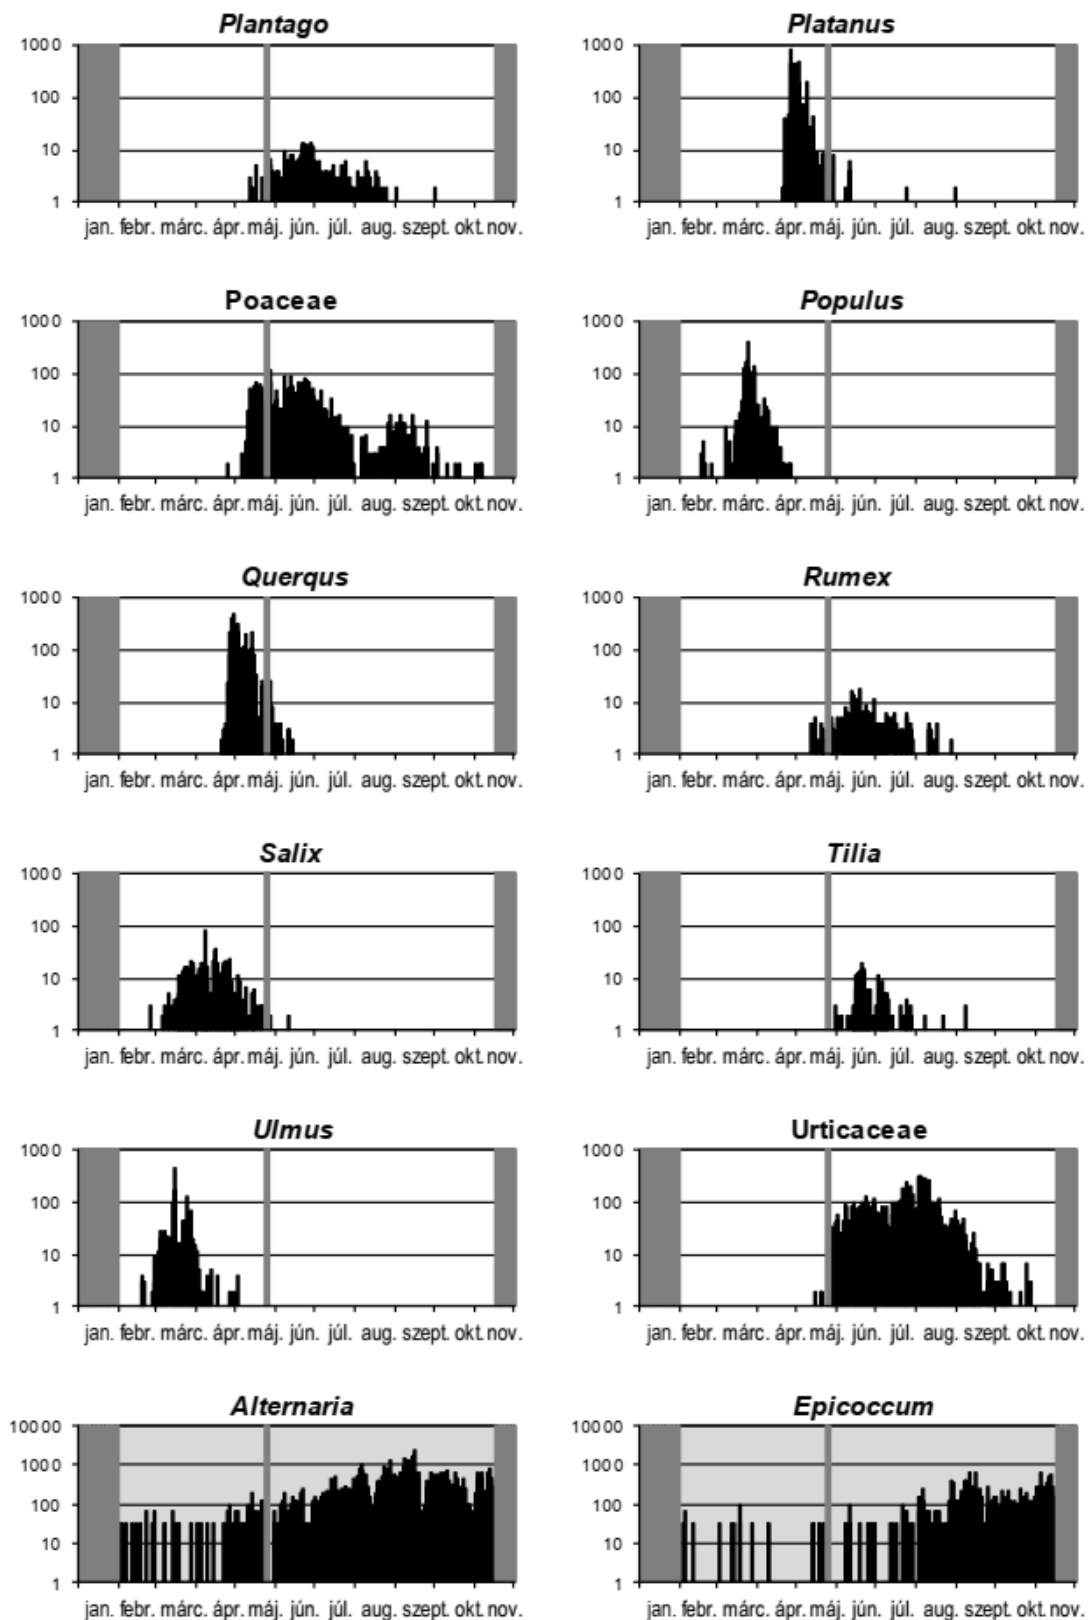 Plantago Platanus
1000 1000
100 100
10 10
1 1
jan. febr. márc. ápr. máj. jún. júl. aug. szept. okt. nov. jan. febr. márc. ápr. máj. jún. júl. aug. szept. okt. nov.
Poaceae Populus
1000 1000
100 100
10 10
1 1
jan. febr. márc. ápr. máj. jún. júl. aug. szept. okt. nov. jan. febr. márc. ápr. máj. jún. júl. aug. szept. okt. nov.
Querqus Rumex
1000 1000
100 100
10 10
1 1
jan. febr. márc. ápr. máj. jún. júl. aug. szept. okt. nov. jan. febr. márc. ápr. máj. jún. júl. aug. szept. okt. nov.
Salix Tilia
1000 1000
100 100
10 10
1 1
jan. febr. márc. ápr. máj. jún. júl. aug. szept. okt. nov. jan. febr. márc. ápr. máj. jún. júl. aug. szept. okt. nov.
Ulmus Urticaceae
1000 1000
100 100
10 10
1 1
jan. febr. márc. ápr. máj. jún. júl. aug. szept. okt. nov. jan. febr. márc. ápr. máj. jún. júl. aug. szept. okt. nov.
Alternaria Epicoccum
10000 10000
1000 1000
100 100
10 10
1 1
jan. febr. márc. ápr. máj. jún. júl. aug. szept. okt. nov. jan. febr. márc. ápr. máj. jún. júl. aug. szept. okt. nov.